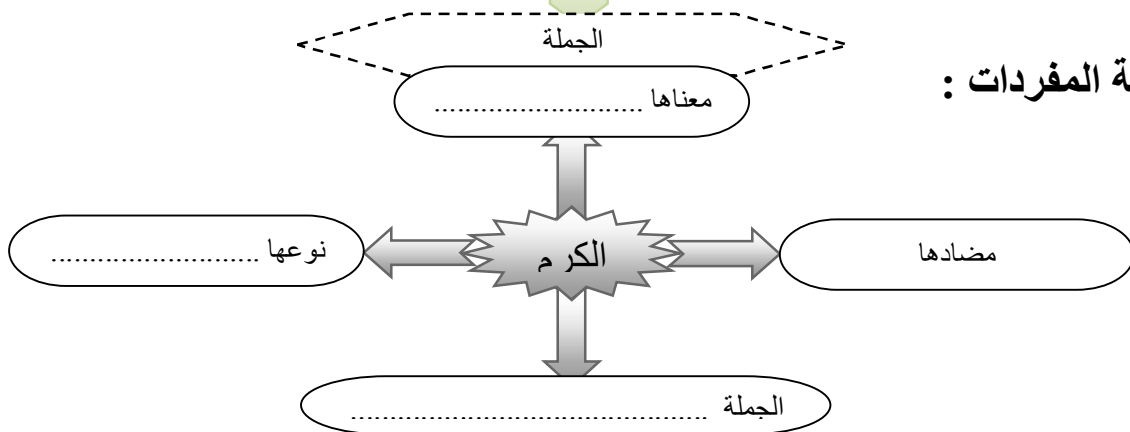 الجملة
ة المفردات :
معناها ...........................
مضادها
الكرم
نوعها ...........................
الجملة .............................................